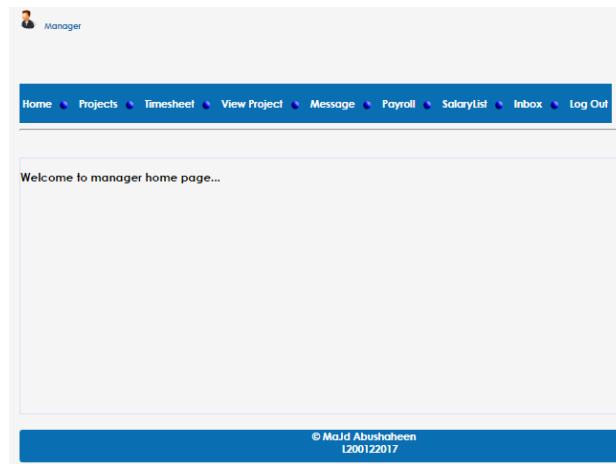 Manager
Home Projects Timesheet View Project Message Payroll SalaryList Inbox Log Out
Welcome to manager home page...
© MaJd Abushaheen
L200122017